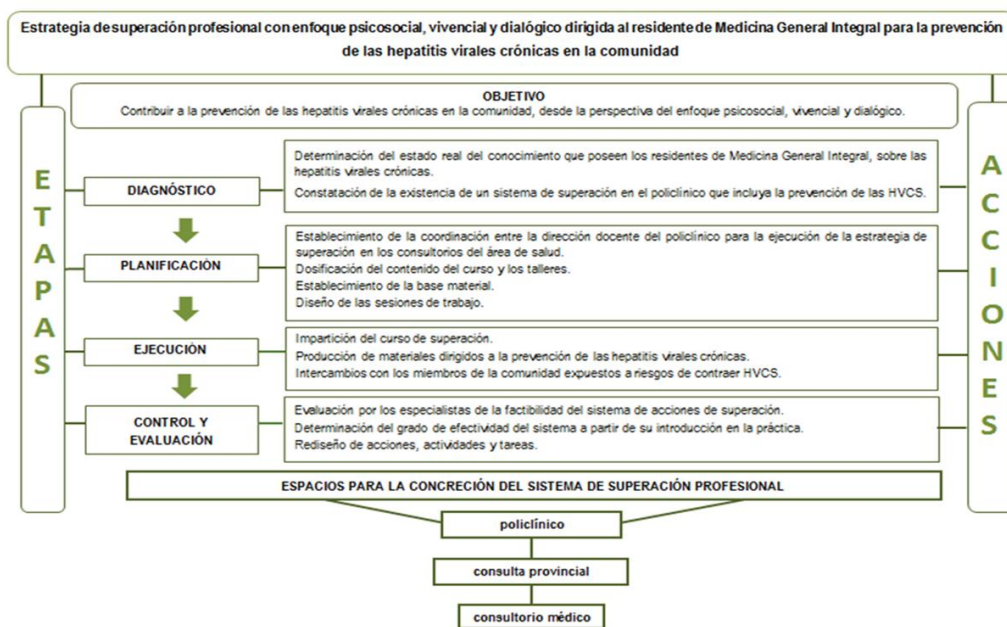 Estrategia de superación profesional con enfoque psicosocial, vivencial y dialógico dirigida al residente de Medicina General Integral para la prevención
de las hepatitis virales crónicas en la comunidad
OBJETIVO
Contribuir a la prevención de las hepatitis virales crónicas en la comunidad, desde la perspectiva del enfoque psicosocial, vivencial y dialógico.
ETAPAS
ACCIONES
DIAGNÓSTICO
Determinación del estado real del conocimiento que poseen los residentes de Medicina General Integral, sobre las
hepatitis virales crónicas.
Constatación de la existencia de un sistema de superación en el policlínico que incluya la prevención de las HVCS.
PLANIFICACIÓN
Establecimiento de la coordinación entre la dirección docente del policlínico para la ejecución de la estrategia de
superación en los consultorios del área de salud.
Dosificación del contenido del curso y los talleres.
Establecimiento de la base material.
Diseño de las sesiones de trabajo.
EJECUCIÓN
Impartición del curso de superación.
Producción de materiales dirigidos a la prevención de las hepatitis virales crónicas.
Intercambios con los miembros de la comunidad expuestos a riesgos de contraer HVCS.
CONTROL Y
EVALUACIÓN
Evaluación por los especialistas de la factibilidad del sistema de acciones de superación.
Determinación del grado de efectividad del sistema a partir de su introducción en la práctica.
Rediseño de acciones, actividades y tareas.
ESPACIOS PARA LA CONCRECIÓN DEL SISTEMA DE SUPERACIÓN PROFESIONAL
policlínico
consulta provincial
consultorio médico